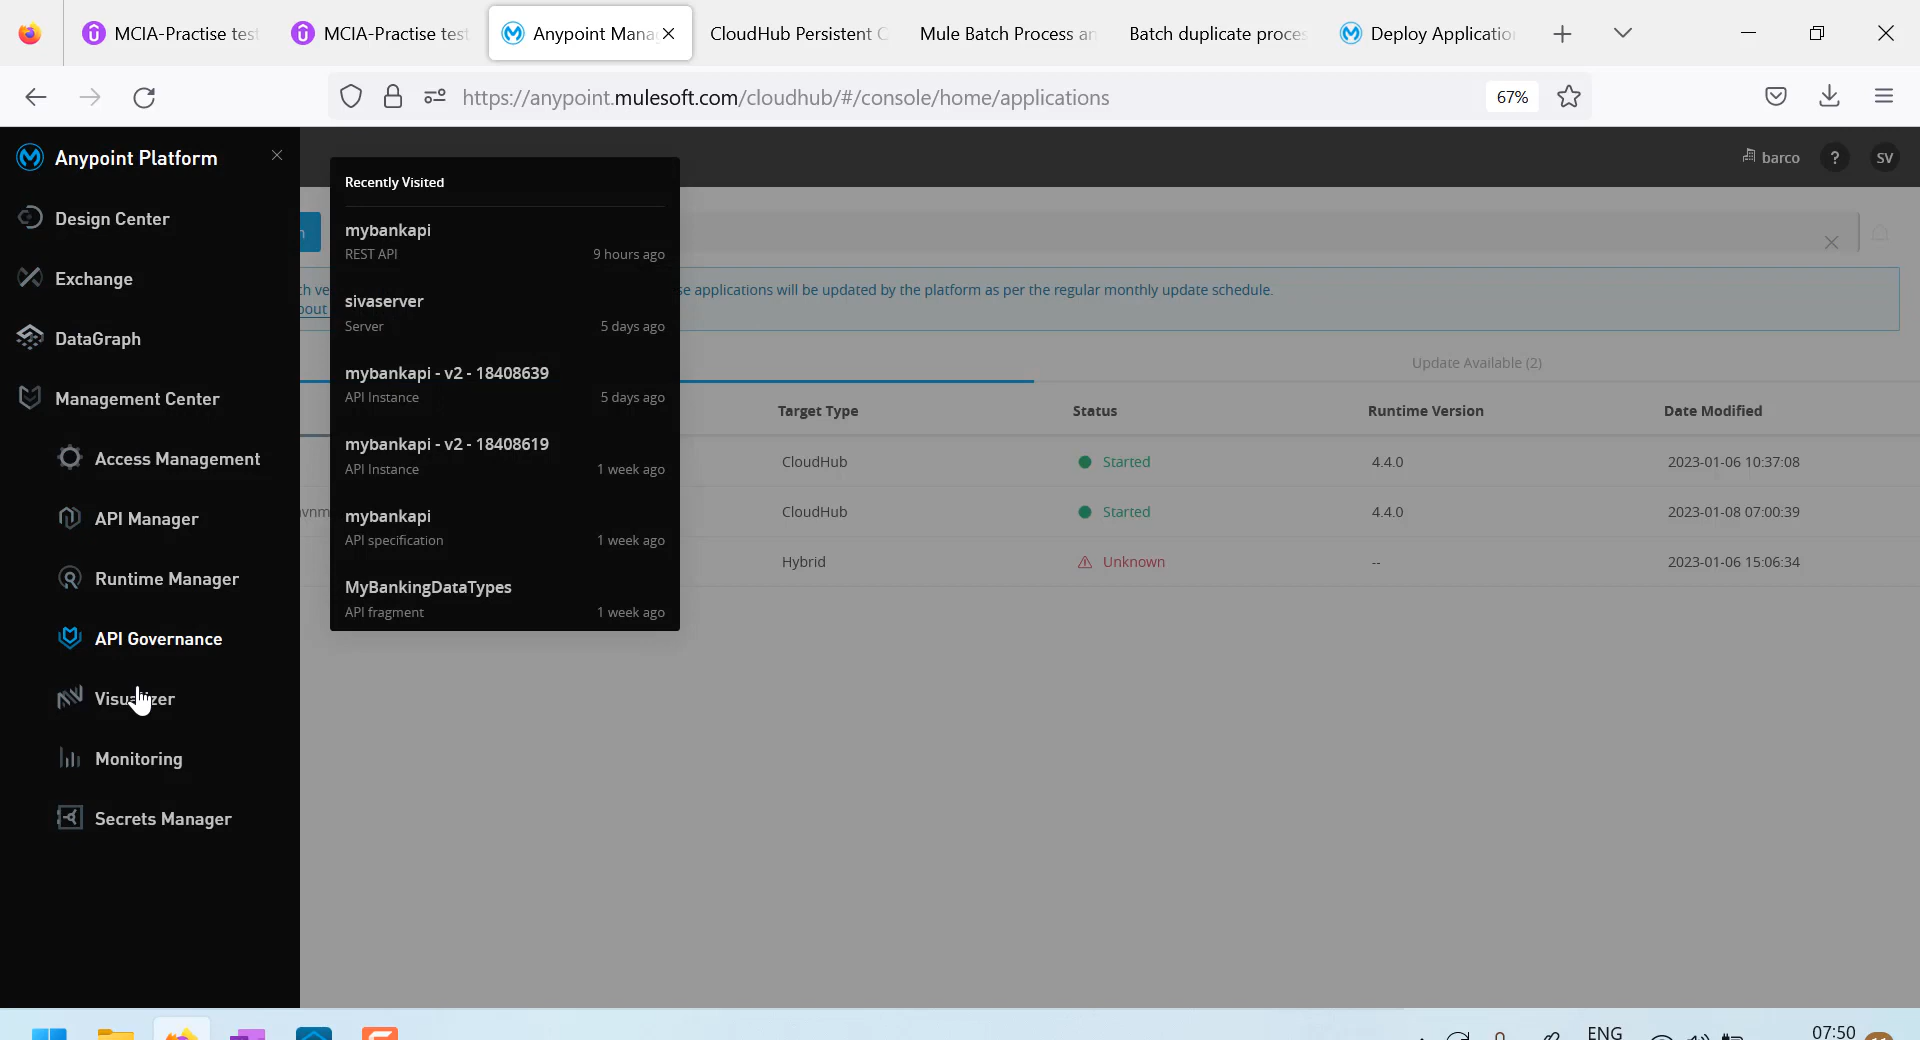 MCIA-Practise tes
MCIA-Practise test
Anypoint Mana
CloudHub Persistent
Mule Batch Process an
Batch duplicate proces
Deploy Applicatio
https://anypoint.mulesoft.com/cloudhub/#/console/home/applications
67%
Anypoint Platform
barco
?
SV
Design Center
Exchange
DataGraph
Management Center
Access Management
API Manager
Runtime Manager
API Governance
Visualizer
Monitoring
Secrets Manager
Recently Visited
mybankapi
REST API
9 hours ago
sivaserver
Server
5 days ago
mybankapi - v2 - 18408639
API Instance
5 days ago
mybankapi - v2 - 18408619
API Instance
1 week ago
mybankapi
API specification
1 week ago
MyBankingDataTypes
API fragment
1 week ago
applications will be updated by the platform as per the regular monthly update schedule.
bout
Update Available (2)
Target Type
Status
Runtime Version
Date Modified
CloudHub
Started
4.4.0
2023-01-06 10:37:08
CloudHub
Started
4.4.0
2023-01-08 07:00:39
Hybrid
Unknown
--
2023-01-06 15:06:34
ENG
07:50